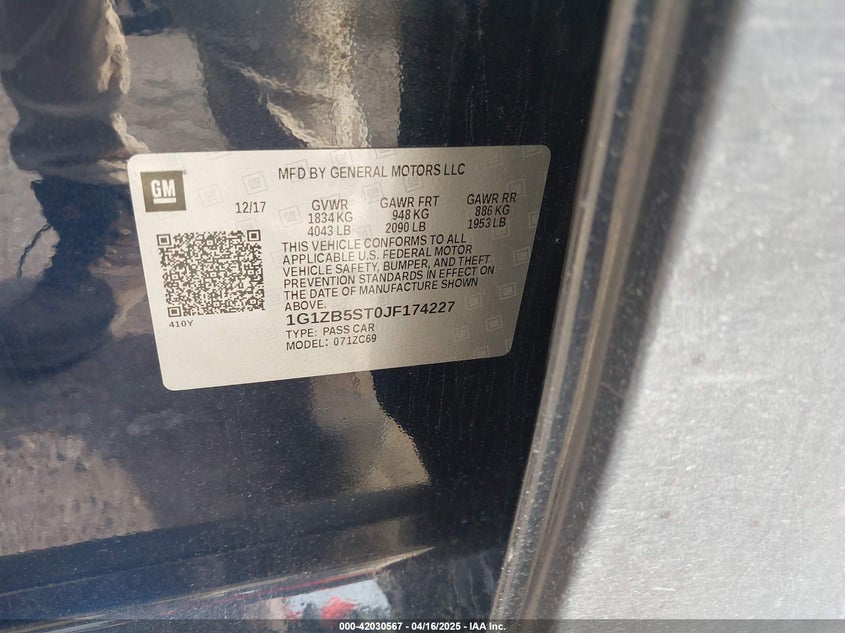 GM
MFD BY GENERAL MOTORS LLC
12/17 GVWR GAWR FRT GAWR RR
1834 KG 948 KG 886 KG
4043 LB 2090 LB 1953 LB
THIS VEHICLE CONFORMS TO ALL
APPLICABLE U.S. FEDERAL MOTOR
VEHICLE SAFETY, BUMPER, AND THEFT
PREVENTION STANDARDS IN EFFECT ON
THE DATE OF MANUFACTURE SHOWN
ABOVE.
410Y
1G1ZB5ST0JF174227
TYPE: PASS CAR
MODEL: 071ZC69
000-42030567 - 04/16/2025 - IAA Inc.